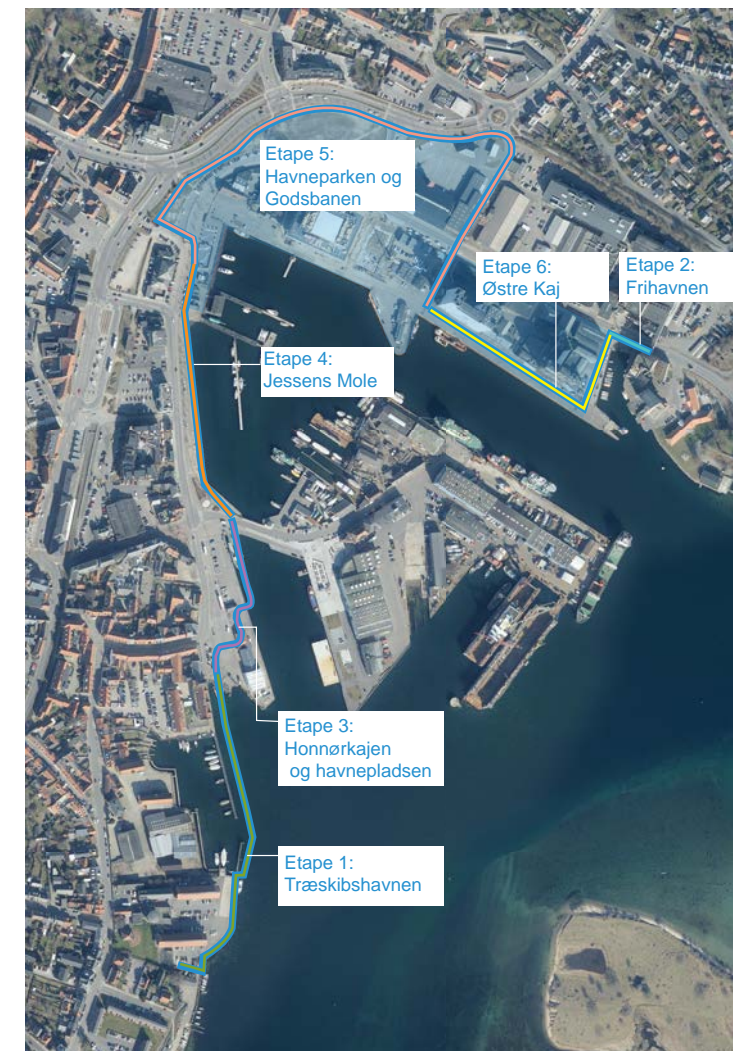 Etape 5:
Havneparken og
Godsbanen
Etape 6:
Østre Kaj
Etape 2:
Frihavnen
Etape 4:
Jessens Mole
Etape 3:
Honnørkajen
og havnepladsen
Etape 1:
Træskibshavnen